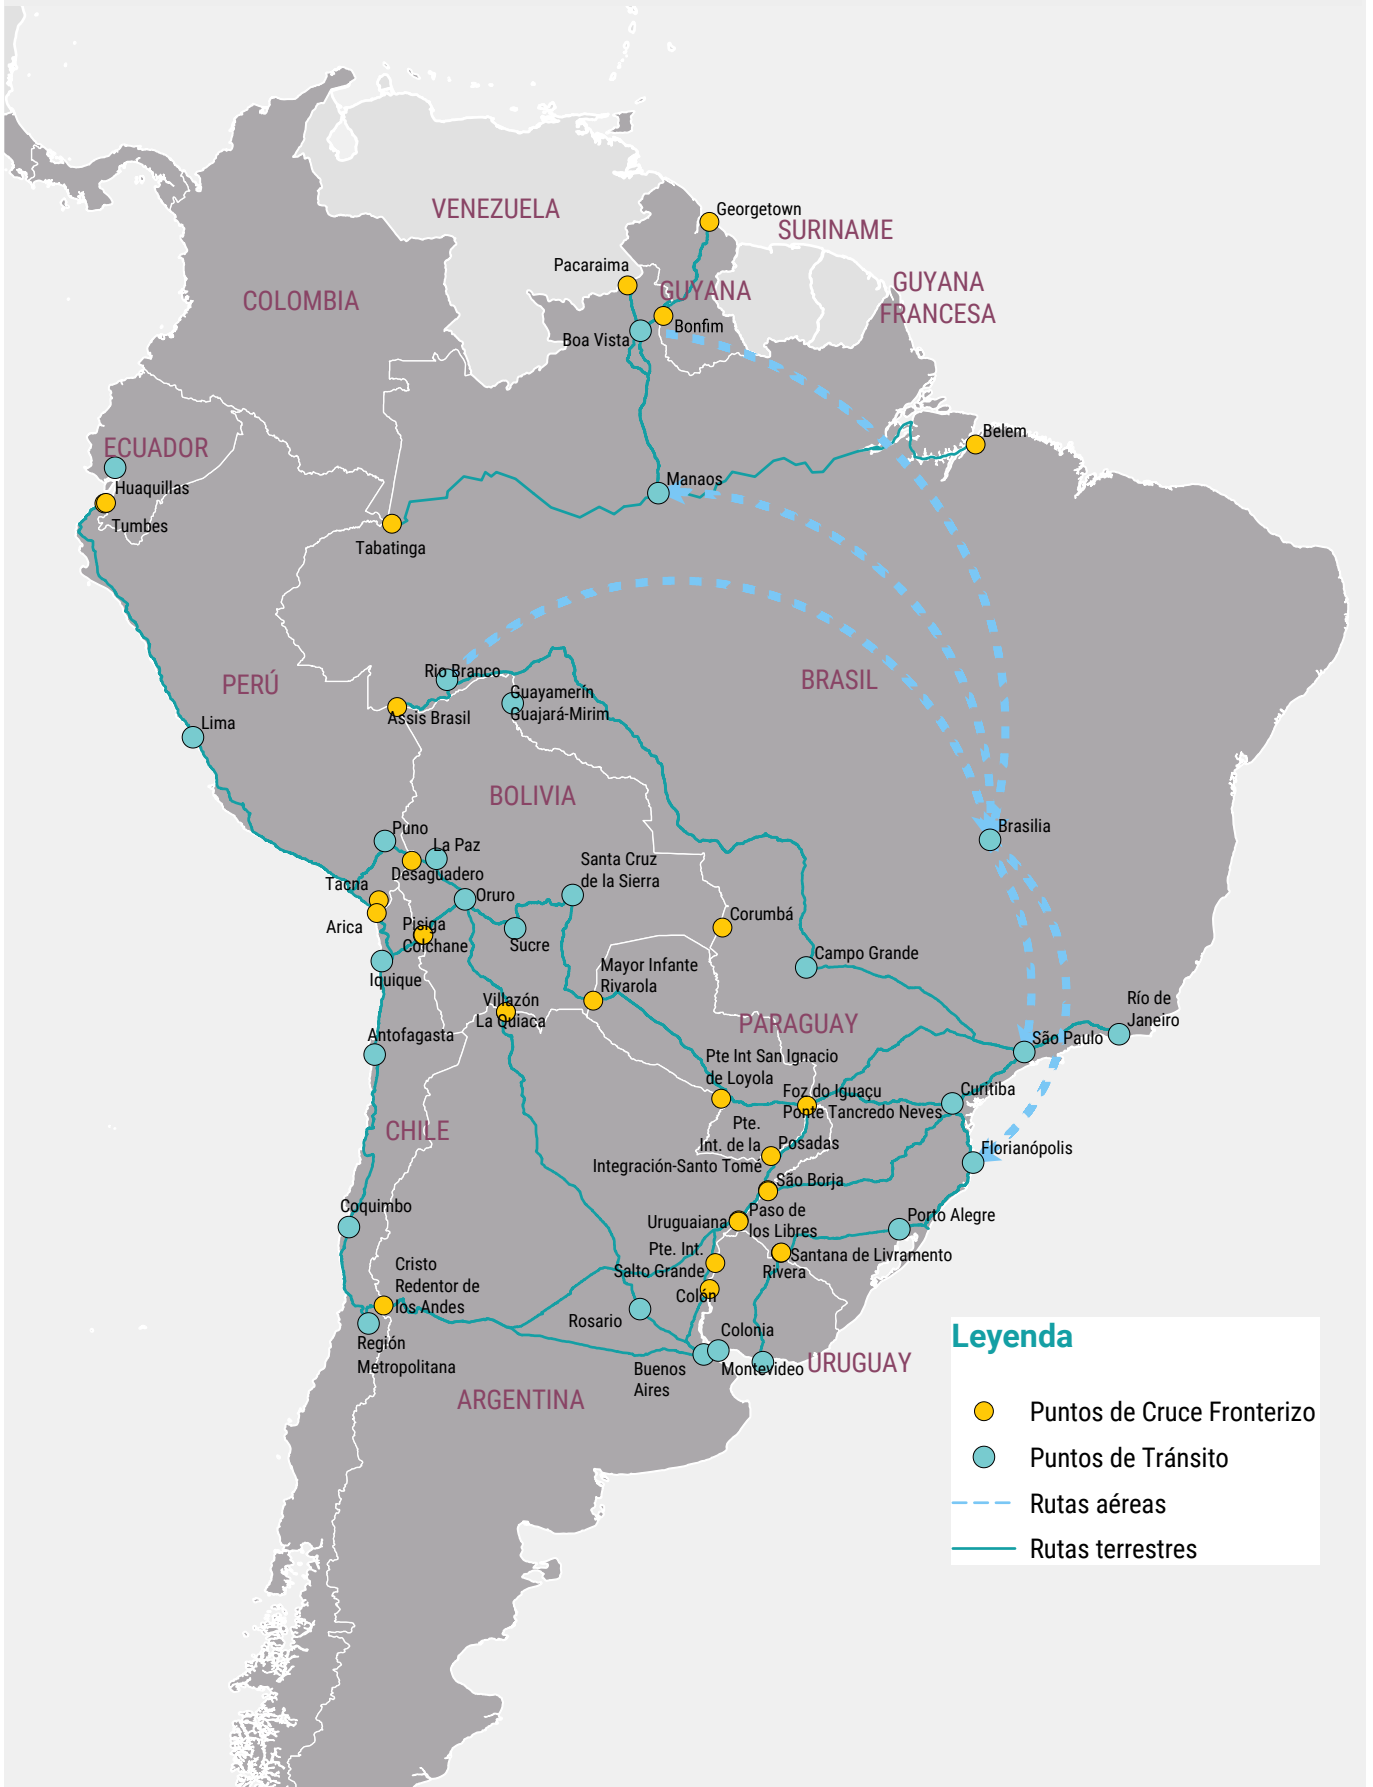 Georgetown
VENEZUELA
SURINAME
Pacaraima
GUYANA
GUYANA
FRANCESA
COLOMBIA
Bonfim
Boa Vista
Belem
ECUADOR
Manaos
Huaquillas
Tumbes
Tabatinga
Rio Branco
BRASIL
PERÚ
Guayamerín
Guajará-Mirim
Assis Brasil
Lima
BOLIVIA
Brasilia
Puno
La Paz
Desaguadero
Santa Cruz
de la Sierra
Tacna
Oruro
Arica
Pisiga
Colchane
Corumbá
Sucre
Campo Grande
Iquique
Mayor Infante
Rivarola
Villazón
La Quiaca
Río de
Janeiro
PARAGUAY
Antofagasta
São Paulo
Pte Int San Ignacio
de Loyola
Foz do Iguaçu
Ponte Tancredo Neves
Curitiba
CHILE
Pte.
Int. de la
Integración-Santo Tomé
Posadas
Florianópolis
São Borja
Coquimbo
Uruguaiana
Paso de
los Libres
Porto Alegre
Pte. Int.
Salto Grande
Santana de Livramento
Rivera
Cristo
Redentor de
los Andes
Colón
Rosario
Región
Metropolitana
Colonia
Buenos
Aires
Montevideo
URUGUAY
ARGENTINA
Leyenda
Puntos de Cruce Fronterizo
Puntos de Tránsito
Rutas aéreas
Rutas terrestres